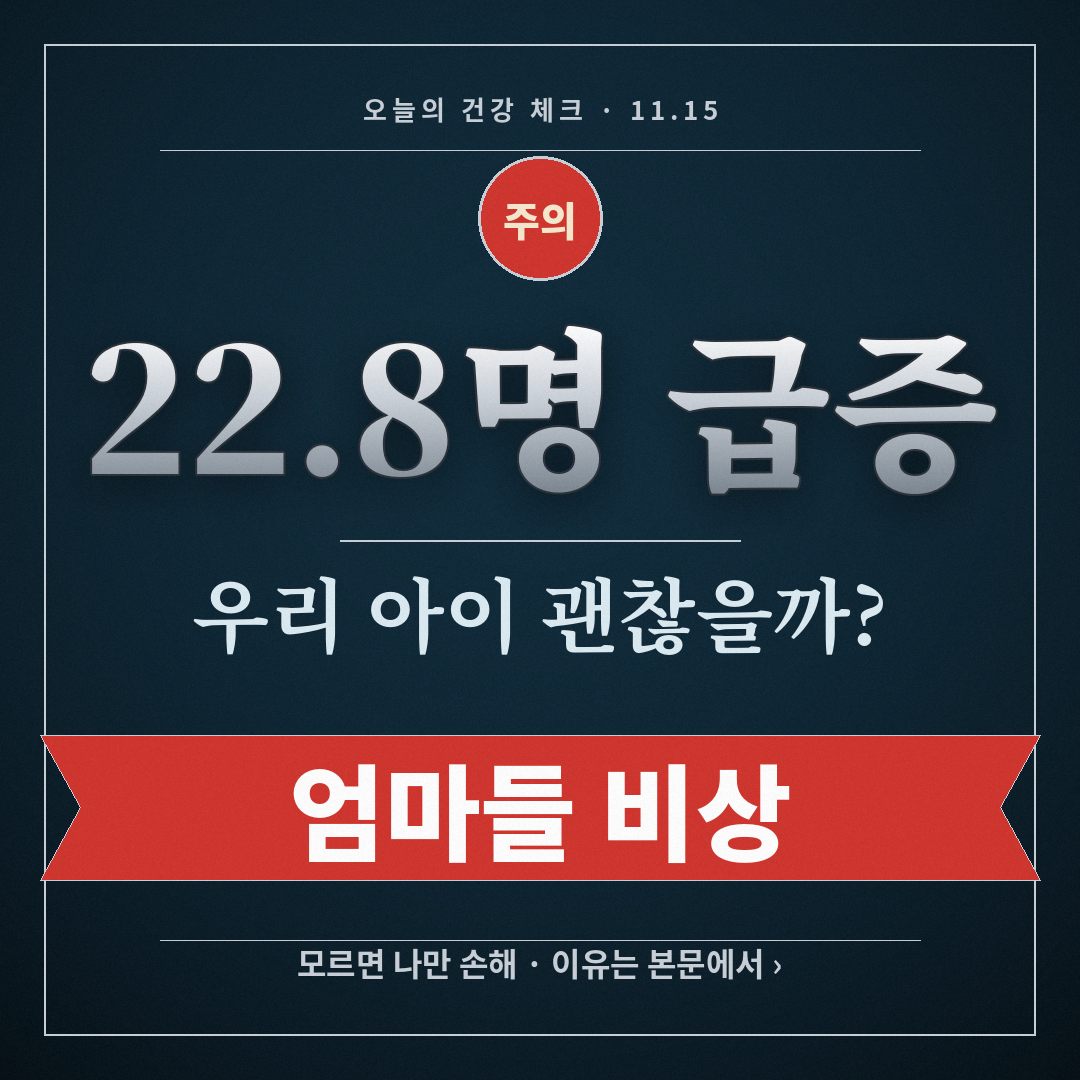 오늘의 건강 체크 · 11.15
주의
22.8명 급증
우리 아이 괜찮을까?
엄마들 비상
모르면 나만 손해 · 이유는 본문에서 ›